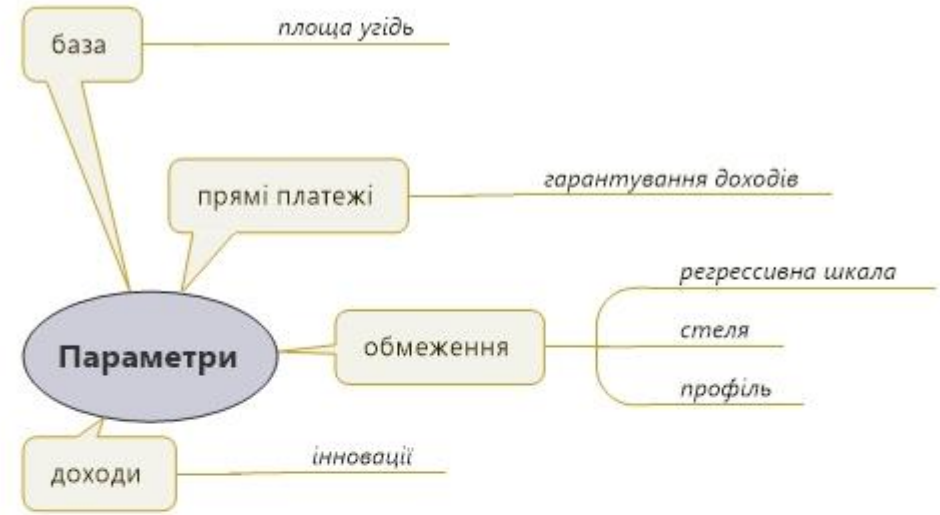 база
площа угідь
прямі платежі
гарантування доходів
Параметри
обмеження
регрессивна шкала
стеля
профіль
доходи
інновації